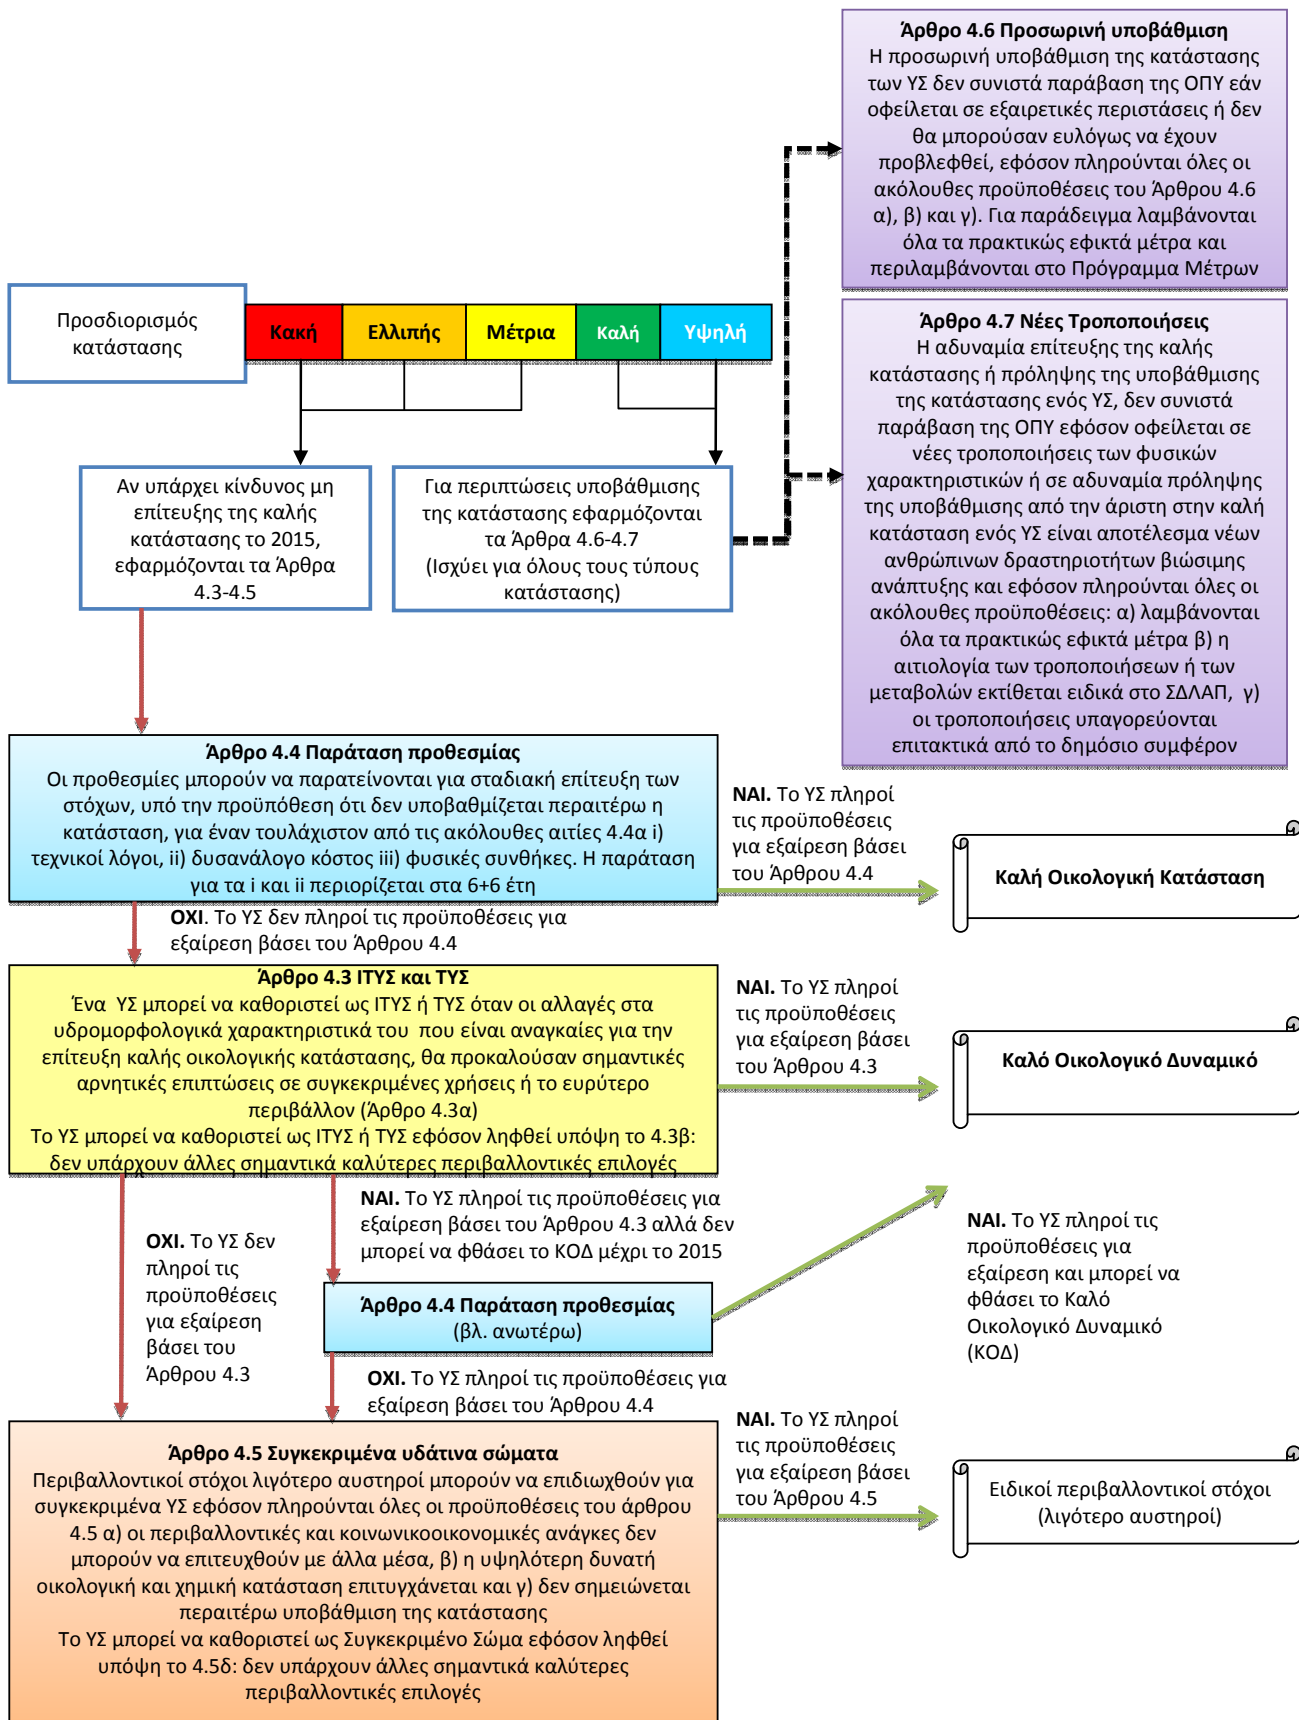 Άρθρο 4.6 Προσωρινή υποβάθμιση
Η προσωρινή υποβάθμιση της κατάστασης
των ΥΣ δεν συνιστά παράβαση της ΟΠΥ εάν
οφείλεται σε εξαιρετικές περιστάσεις ή δεν
θα μπορούσαν ευλόγως να έχουν
προβλεφθεί, εφόσον πληρούνται όλες οι
ακόλουθες προϋποθέσεις του Άρθρου 4.6
α), β) και γ). Για παράδειγμα λαμβάνονται
όλα τα πρακτικώς εφικτά μέτρα και
περιλαμβάνονται στο Πρόγραμμα Μέτρων
Προσδιορισμός
κατάστασης
Κακή
Ελλιπής
Μέτρια
Καλή
Υψηλή
Άρθρο 4.7 Νέες Τροποποιήσεις
Η αδυναμία επίτευξης της καλής
κατάστασης ή πρόληψης της υποβάθμισης
της κατάστασης ενός ΥΣ, δεν συνιστά
παράβαση της ΟΠΥ εφόσον οφείλεται σε
νέες τροποποιήσεις των φυσικών
χαρακτηριστικών ή σε αδυναμία πρόληψης
της υποβάθμισης από την άριστη στην καλή
κατάσταση ενός ΥΣ είναι αποτέλεσμα νέων
ανθρώπινων δραστηριοτήτων βιώσιμης
ανάπτυξης και εφόσον πληρούνται όλες οι
ακόλουθες προϋποθέσεις: α) λαμβάνονται
όλα τα πρακτικώς εφικτά μέτρα β) η
αιτιολογία των τροποποιήσεων ή των
μεταβολών εκτίθεται ειδικά στο ΣΔΛΑΠ, γ)
οι τροποποιήσεις υπαγορεύονται
επιτακτικά από το δημόσιο συμφέρον
Αν υπάρχει κίνδυνος μη
επίτευξης της καλής
κατάστασης το 2015,
εφαρμόζονται τα Άρθρα
4.3-4.5
Για περιπτώσεις υποβάθμισης
της κατάστασης εφαρμόζονται
τα Άρθρα 4.6-4.7
(Ισχύει για όλους τους τύπους
κατάστασης)
Άρθρο 4.4 Παράταση προθεσμίας
Οι προθεσμίες μπορούν να παρατείνονται για σταδιακή επίτευξη των
στόχων, υπό την προϋπόθεση ότι δεν υποβαθμίζεται περαιτέρω η
κατάσταση, για έναν τουλάχιστον από τις ακόλουθες αιτίες 4.4α i)
τεχνικοί λόγοι, ii) δυσανάλογο κόστος iii) φυσικές συνθήκες. Η παράταση
για τα i και ii περιορίζεται στα 6+6 έτη
ΝΑΙ. Το ΥΣ πληροί
τις προϋποθέσεις
για εξαίρεση βάσει
του Άρθρου 4.4
Καλή Οικολογική Κατάσταση
ΟΧΙ. Το ΥΣ δεν πληροί τις προϋποθέσεις για
εξαίρεση βάσει του Άρθρου 4.4
Άρθρο 4.3 ΙΤΥΣ και ΤΥΣ
Ένα ΥΣ μπορεί να καθοριστεί ως ΙΤΥΣ ή ΤΥΣ όταν οι αλλαγές στα
υδρομορφολογικά χαρακτηριστικά του που είναι αναγκαίες για την
επίτευξη καλής οικολογικής κατάστασης, θα προκαλούσαν σημαντικές
αρνητικές επιπτώσεις σε συγκεκριμένες χρήσεις ή το ευρύτερο
περιβάλλον (Άρθρο 4.3α)
Το ΥΣ μπορεί να καθοριστεί ως ΙΤΥΣ ή ΤΥΣ εφόσον ληφθεί υπόψη το 4.3β:
δεν υπάρχουν άλλες σημαντικά καλύτερες περιβαλλοντικές επιλογές
ΝΑΙ. Το ΥΣ πληροί
τις προϋποθέσεις
για εξαίρεση βάσει
του Άρθρου 4.3
Καλό Οικολογικό Δυναμικό
ΟΧΙ. Το ΥΣ δεν
πληροί τις
προϋποθέσεις
για εξαίρεση
βάσει του
Άρθρου 4.3
ΝΑΙ. Το ΥΣ πληροί τις προϋποθέσεις για
εξαίρεση βάσει του Άρθρου 4.3 αλλά δεν
μπορεί να φθάσει το ΚΟΔ μέχρι το 2015
Άρθρο 4.4 Παράταση προθεσμίας
(βλ. ανωτέρω)
ΝΑΙ. Το ΥΣ πληροί τις
προϋποθέσεις για
εξαίρεση και μπορεί να
φθάσει το Καλό
Οικολογικό Δυναμικό
(ΚΟΔ)
ΟΧΙ. Το ΥΣ πληροί τις προϋποθέσεις για
εξαίρεση βάσει του Άρθρου 4.4
Άρθρο 4.5 Συγκεκριμένα υδάτινα σώματα
Περιβαλλοντικοί στόχοι λιγότερο αυστηροί μπορούν να επιδιωχθούν για
συγκεκριμένα ΥΣ εφόσον πληρούνται όλες οι προϋποθέσεις του άρθρου
4.5 α) οι περιβαλλοντικές και κοινωνικοοικονομικές ανάγκες δεν
μπορούν να επιτευχθούν με άλλα μέσα, β) η υψηλότερη δυνατή
οικολογική και χημική κατάσταση επιτυγχάνεται και γ) δεν σημειώνεται
περαιτέρω υποβάθμιση της κατάστασης
Το ΥΣ μπορεί να καθοριστεί ως Συγκεκριμένο Σώμα εφόσον ληφθεί
υπόψη το 4.5δ: δεν υπάρχουν άλλες σημαντικά καλύτερες
περιβαλλοντικές επιλογές
ΝΑΙ. Το ΥΣ πληροί
τις προϋποθέσεις
για εξαίρεση βάσει
του Άρθρου 4.5
Ειδικοί περιβαλλοντικοί στόχοι
(λιγότερο αυστηροί)